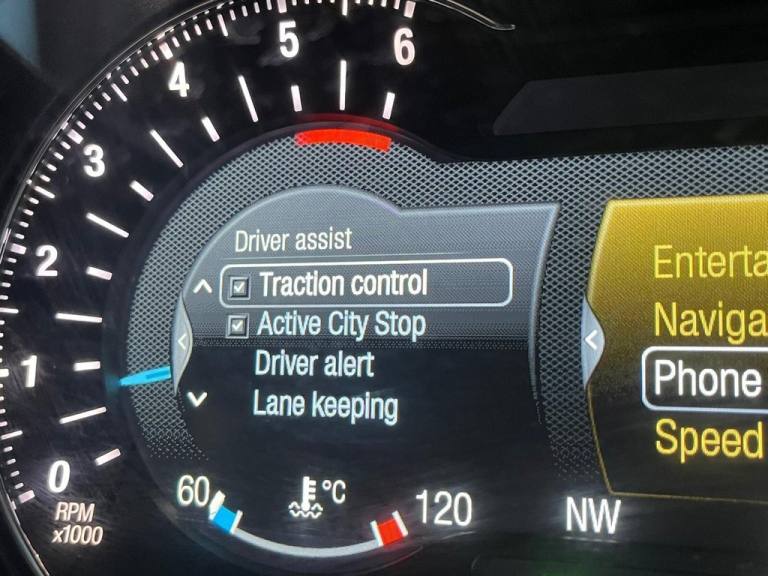 6
5
4
3
2
1
0
RPM
x1000
Driver assist
Traction control
Active City Stop
Driver alert
Lane keeping
60
°C
120
Enterta
Naviga
Phone
Speed
NW